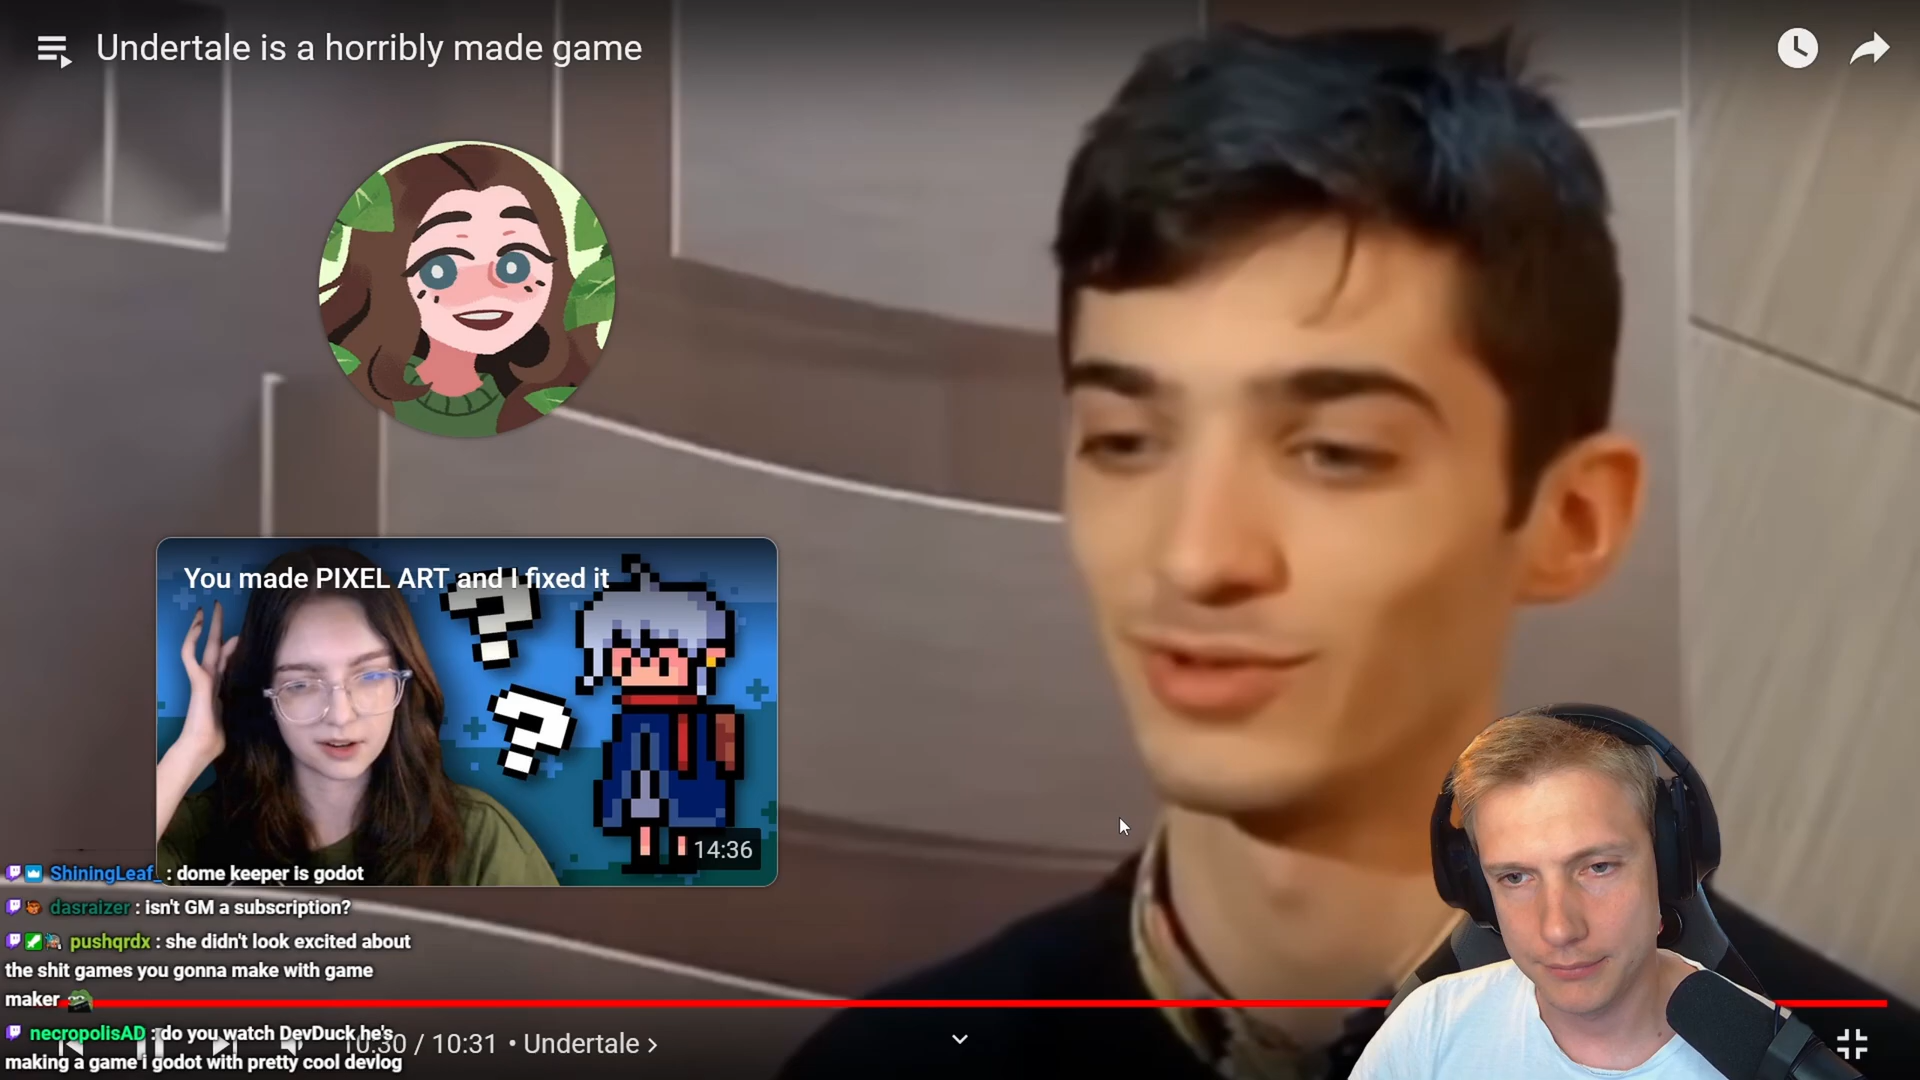 Undertale is a horribly made game
You made PIXEL ART and I fixed it
14:36
ShiningLeaf_ : dome keeper is godot
dasraizer : isn't GM a subscription?
pushqrdx : she didn't look excited about
the shit games you gonna make with game
maker
necropolisAD : do you watch DevDuck he's
making a game i godot with pretty cool devlog
10:30 / 10:31 • Undertale >